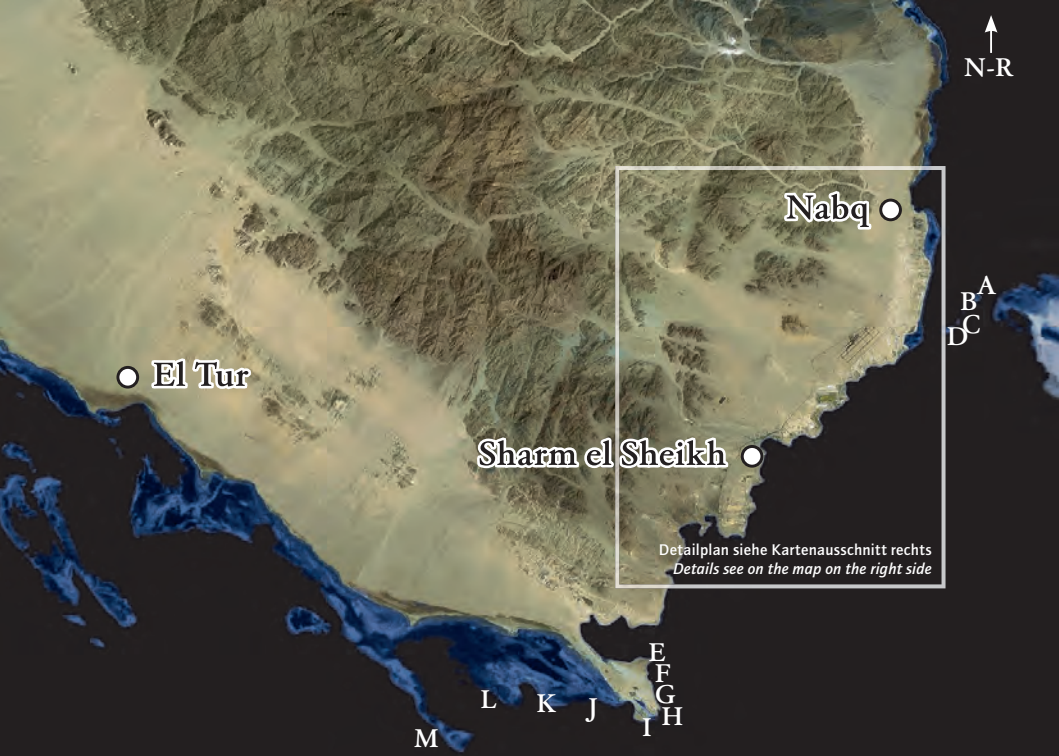 N-R
Nabq
A
B
C
D
El Tur
Sharm el Sheikh
Detailplan siehe Kartenausschnitt rechts
Details see on the map on the right side
E
F
G
H
I
J
K
L
M